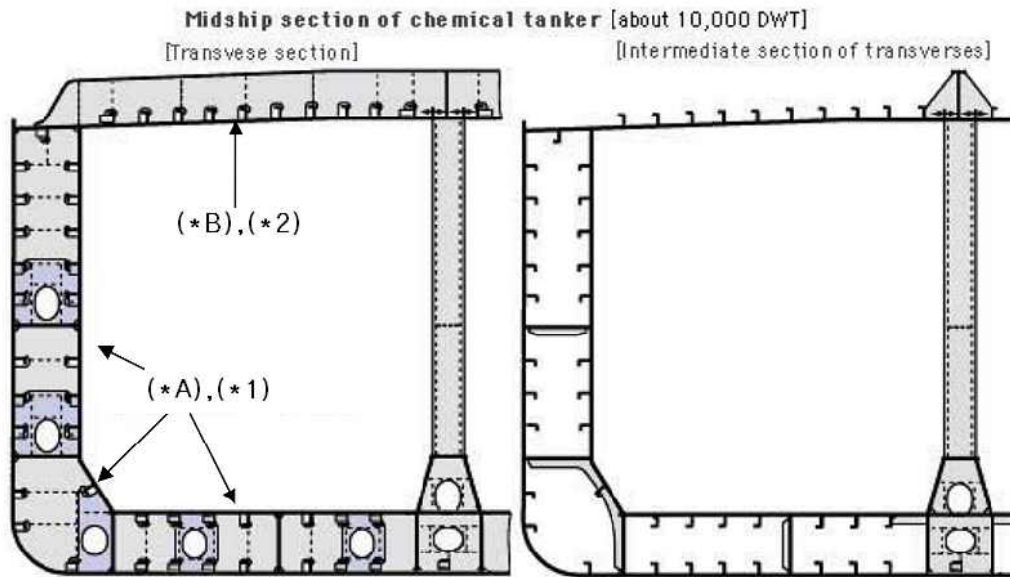 Midship section of chemical tanker [about 10,000 DWT]
[Transvese section]
[Intermediate section of transverses]
(*B),(*2)
(*A),(*1)